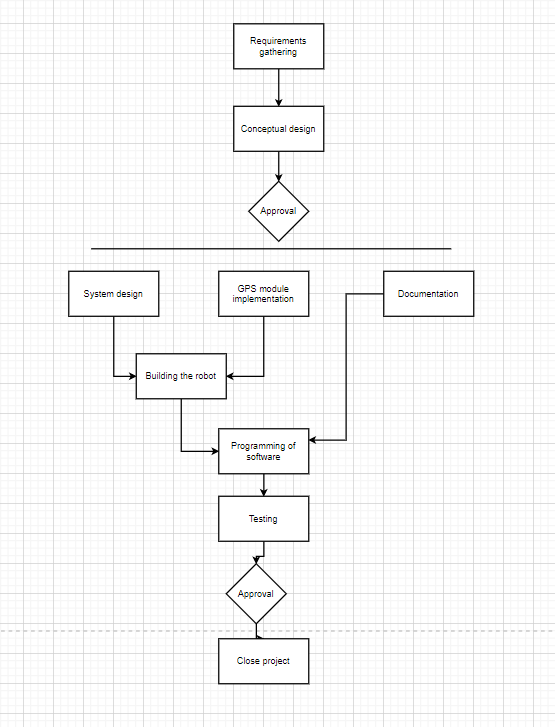 Requirements
gathering
Conceptual design
Approval
System design
GPS module
implementation
Documentation
Building the robot
Programming of
software
Testing
Approval
Close project